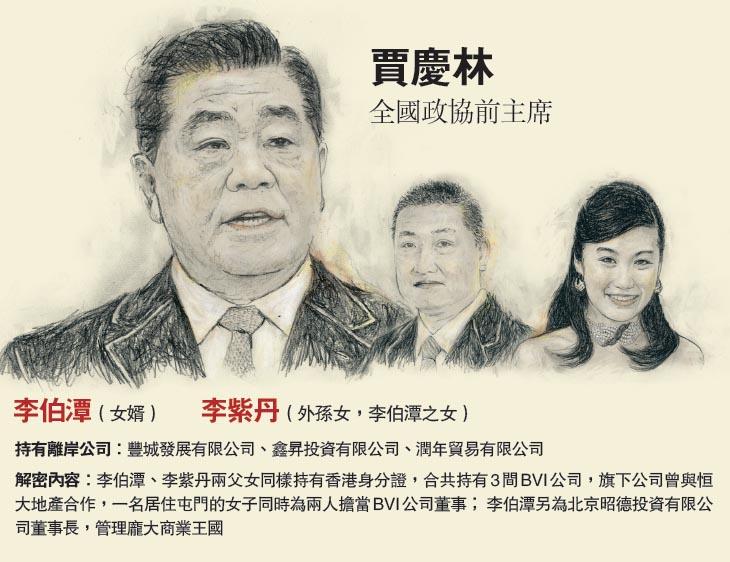 賈慶林
全國政協前主席
李伯潭（女婿） 李紫丹（外孫女，李伯潭之女）
持有離岸公司：豐城發展有限公司、鑫昇投資有限公司、潤年貿易有限公司
解密內容：李伯潭、李紫丹兩父女同樣持有香港身分證，合共持有3間BVI公司，旗下公司曾與恒
大地產合作，一名居住屯門的女子同時為兩人擔當BVI公司董事； 李伯潭另為北京昭德投資有限公
司董事長，管理龐大商業王國